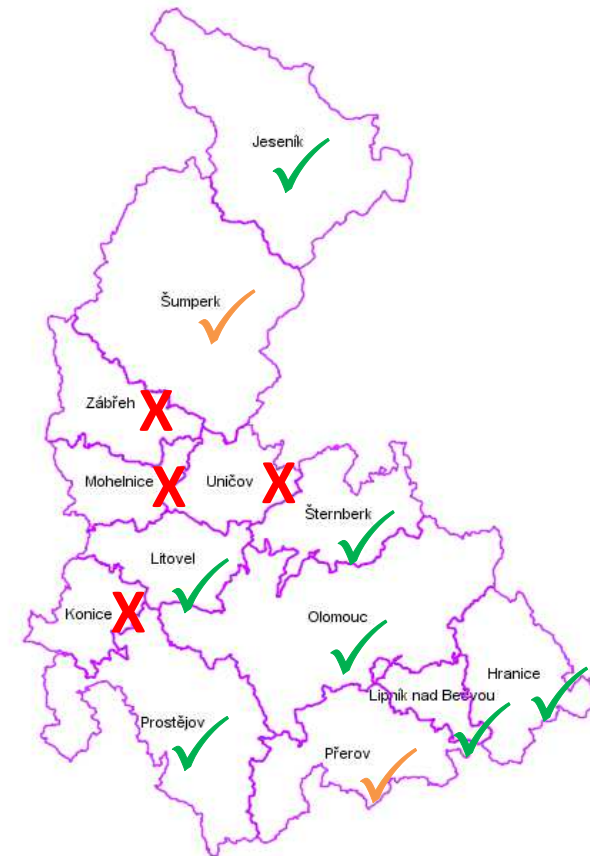 Jeseník
Šumperk
Zábřeh
X
Mohelnice
X
Uničov
X
Šternberk
Litovel
Konice
X
Olomouc
Hranice
Lipník nad Bečvou
Prostějov
Přerov